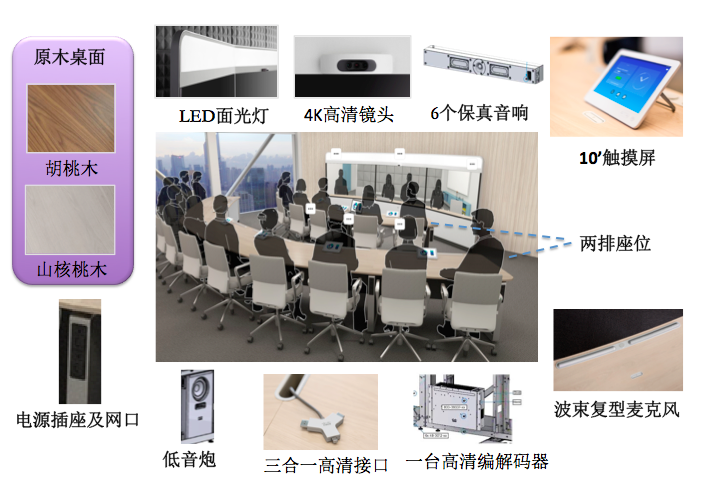 原木桌面
胡桃木
山核桃木
LED面光灯
4K高清镜头
6个保真音响
10’触摸屏
两排座位
电源插座及网口
低音炮
三合一高清接口
一台高清编解码器
波束复型麦克风